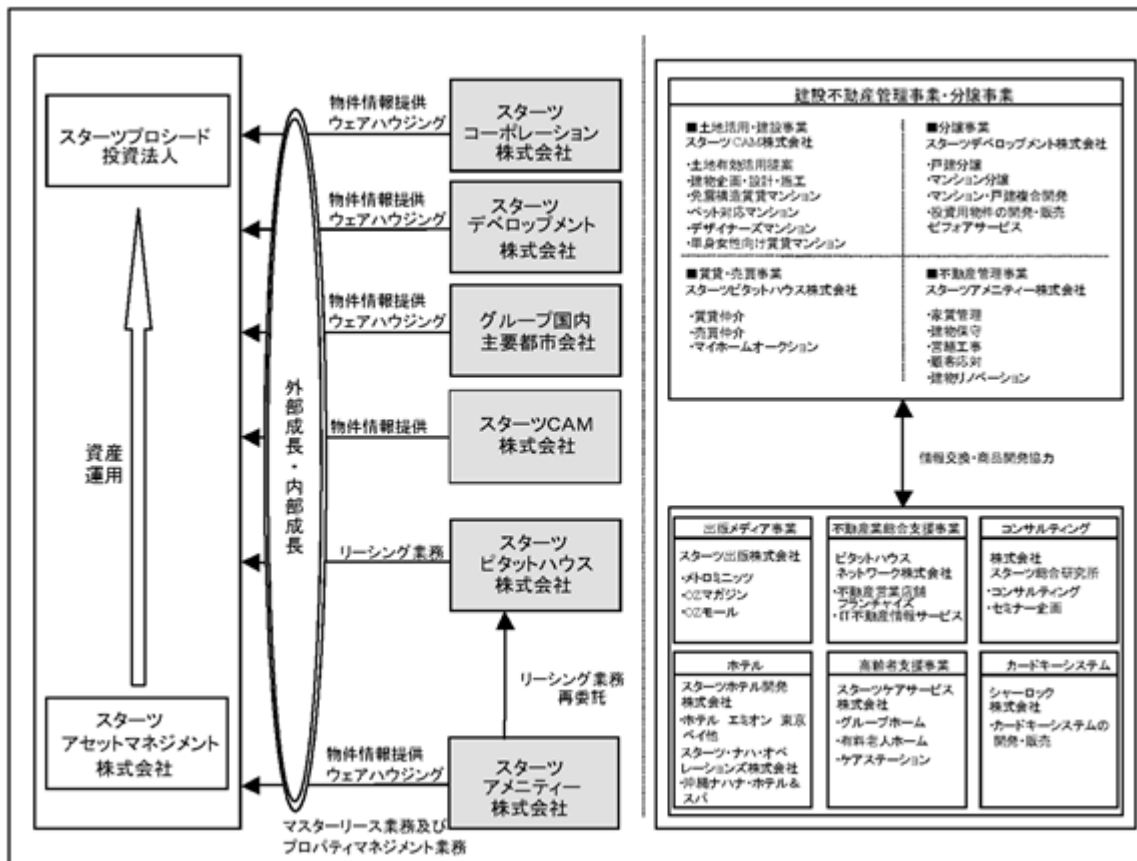 スターツプロシード
投資法人
資産
運用
スターツ
アセットマネジメント
株式会社
外部成長・内部成長
物件情報提供
ウェアハウジング
スターツ
コーポレーション
株式会社
物件情報提供
ウェアハウジング
スターツ
デベロップメント
株式会社
物件情報提供
ウェアハウジング
グループ国内
主要都市会社
物件情報提供
スターツCAM
株式会社
リーシング業務
スターツ
ピタットハウス
株式会社
リーシング業務
再委託
物件情報提供
ウェアハウジング
スターツ
アメニティー
株式会社
マスターリース業務及び
プロパティマネジメント業務
建設不動産管理事業・分譲事業
■土地活用・建設事業
スターツCAM株式会社
・土地有効活用提案
・建物企画・設計・施工
・免震構造賃貸マンション
・ペット対応マンション
・デザイナーズマンション
・単身女性向け賃貸マンション
■分譲事業
スターツデベロップメント株式会社
・戸建分譲
・マンション分譲
・マンション・戸建複合開発
・投資用物件の開発・販売
ゼフォアサービス
■賃貸・売買事業
スターツピタットハウス株式会社
・賃貸仲介
・売買仲介
・マイホームオークション
■不動産管理事業
スターツアメニティー株式会社
・家賃管理
・建物保守
・営繕工事
・顧客応対
・建物リノベーション
情報交換・商品開発協力
出版メディア事業
スターツ出版株式会社
・メトロミニッツ
・OZマガジン
・OZモール
不動産業総合支援事業
ピタットハウス
ネットワーク株式会社
・不動産営業店舗
フランチャイズ
・IT不動産情報サービス
コンサルティング
株式会社
スターツ総合研究所
・コンサルティング
・セミナー企画
ホテル
スターツホテル開発
株式会社
・ホテル エミオン 東京
ベイ他
スターツ・ナハ・オペ
レーションズ株式会社
・沖縄ナハナ・ホテル&
スパ
高齢者支援事業
スターツケアサービス
株式会社
・グループホーム
・有料老人ホーム
・ケアステーション
カードキーシステム
シャーロック
株式会社
・カードキーシステムの
開発・販売